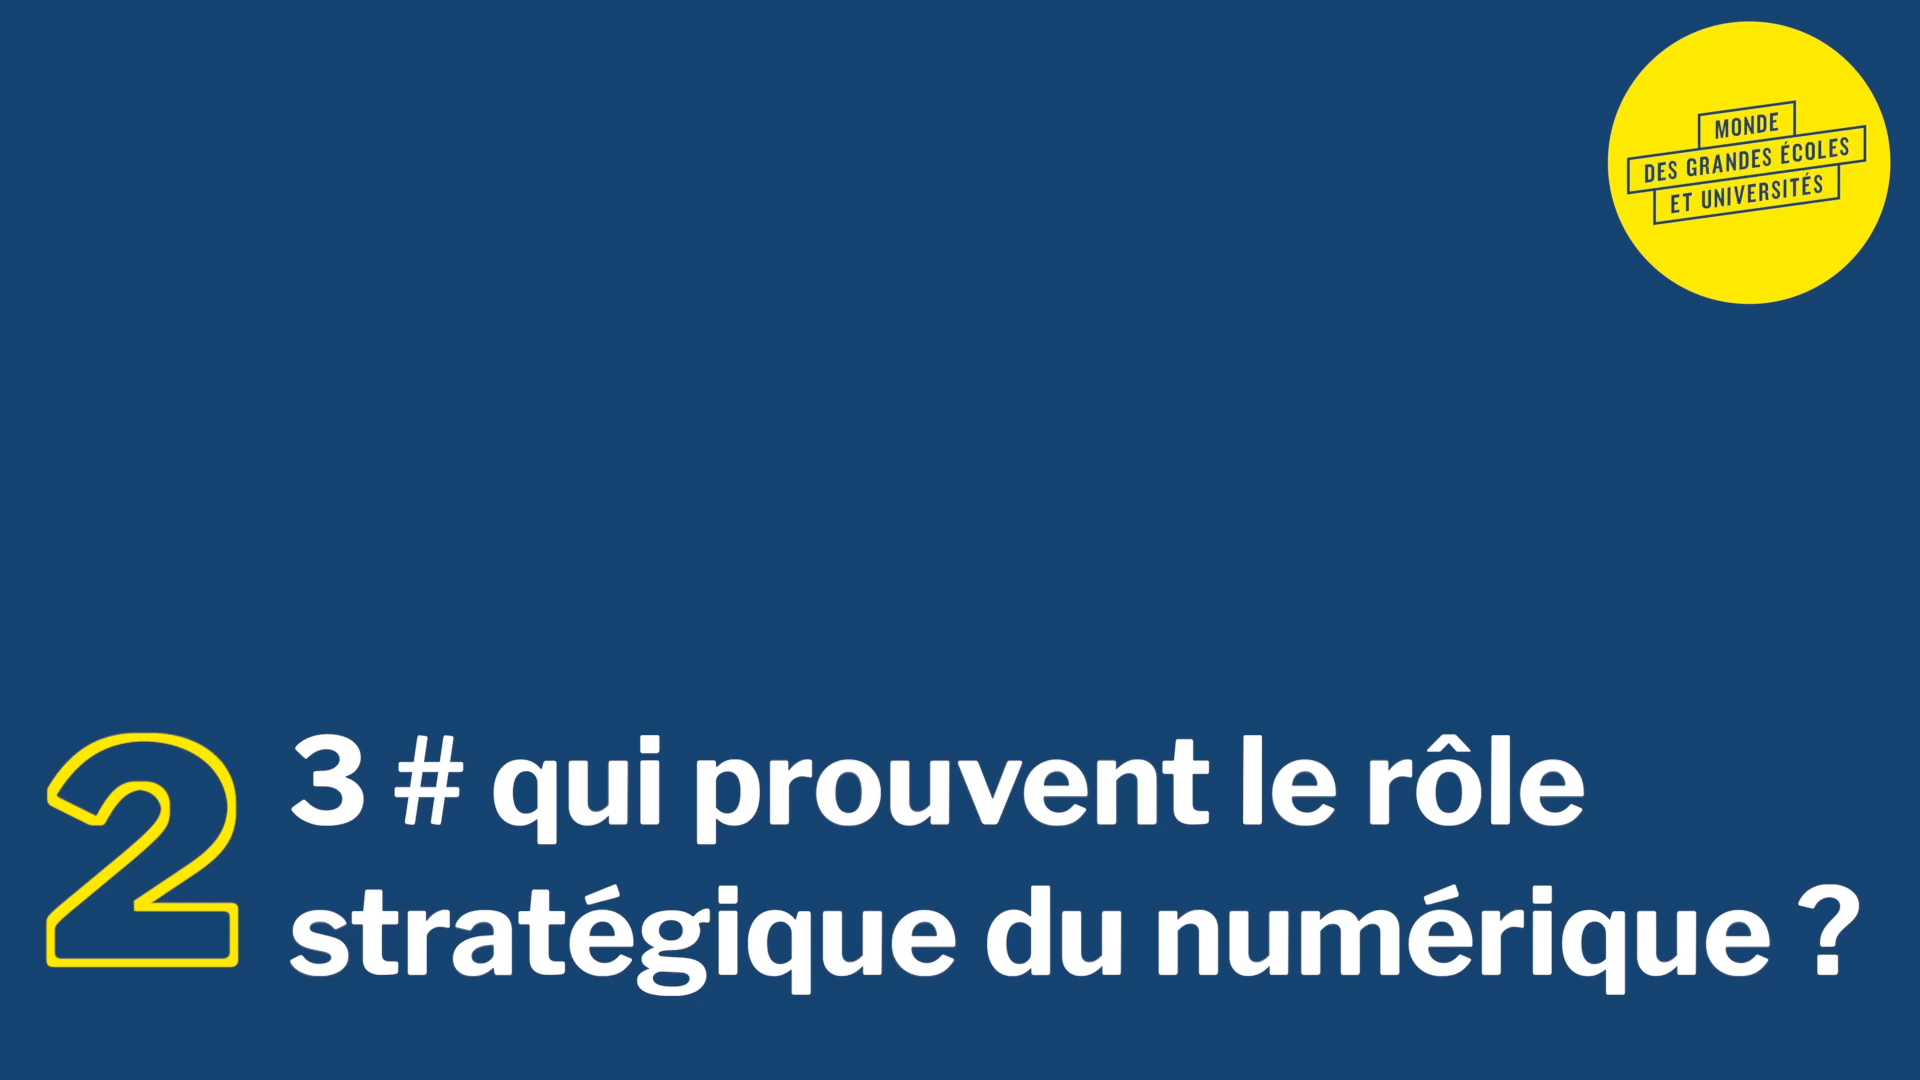 MONDE
DES GRANDES ÉCOLES
ET UNIVERSITÉS
2
3 # qui prouvent le rôle
stratégique du numérique ?